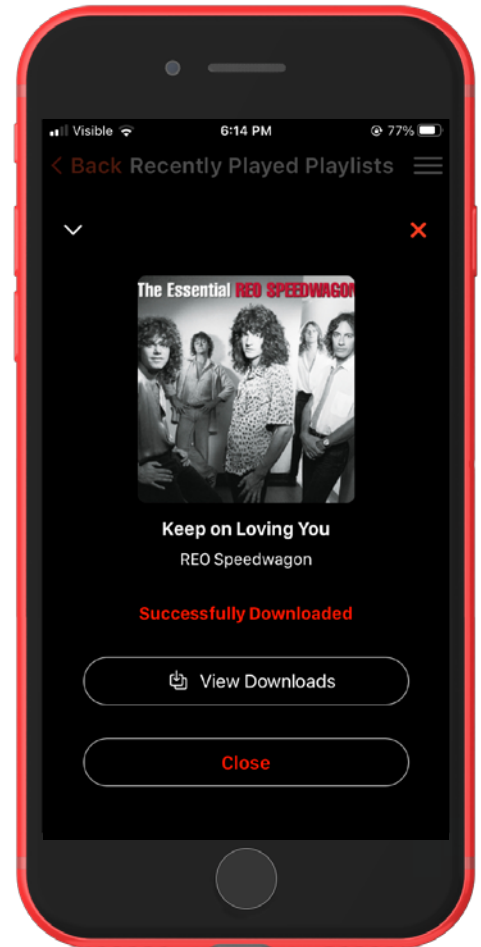 Visible 6:14 PM 77%
Back Recently Played Playlists
The Essential REO SPEEDWAGON
Keep on Loving You
REO Speedwagon
Successfully Downloaded
View Downloads
Close